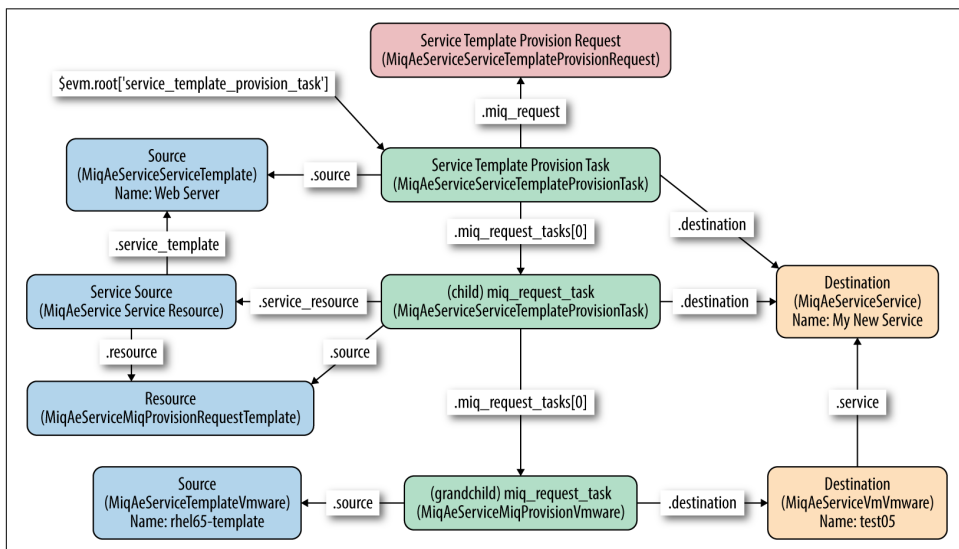 Service Template Provision Request
(MiqAeServiceServiceTemplateProvisionRequest)
$evm.root['service_template_provision_task']
.miq_request
Source
(MiqAeServiceServiceTemplate)
Name: Web Server
.source
Service Template Provision Task
(MiqAeServiceServiceTemplateProvisionTask)
.destination
.miq_request_tasks[0]
.service_template
Service Source
(MiqAeService Service Resource)
.service_resource
(child) miq_request_task
(MiqAeServiceServiceTemplateProvisionTask)
.destination
Destination
(MiqAeServiceService)
Name: My New Service
.resource
.source
Resource
(MiqAeServiceMiqProvisionRequestTemplate)
.miq_request_tasks[0]
.service
Source
(MiqAeServiceTemplateVmware)
Name: rhel65-template
.source
(grandchild) miq_request_task
(MiqAeServiceMiqProvisionVmware)
.destination
Destination
(MiqAeServiceVmVmware)
Name: test05